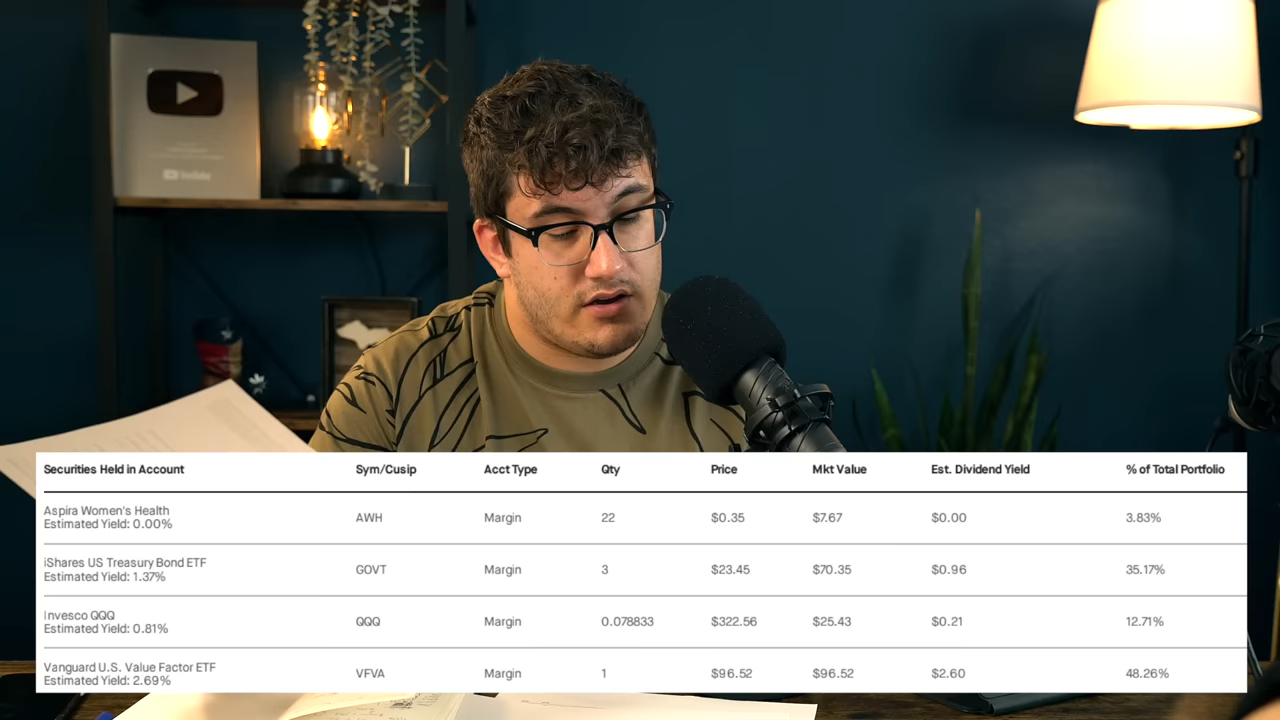 YouTube
Securities Held in Account Sym/Cusip Acct Type Qty Price Mkt Value Est. Dividend Yield % of Total Portfolio
Aspira Women's Health
Estimated Yield: 0.00% AWH Margin 22 $0.35 $7.67 $0.00 3.83%
iShares US Treasury Bond ETF
Estimated Yield: 1.37% GOVT Margin 3 $23.45 $70.35 $0.96 35.17%
Invesco QQQ
Estimated Yield: 0.81% QQQ Margin 0.078833 $322.56 $25.43 $0.21 12.71%
Vanguard U.S. Value Factor ETF
Estimated Yield: 2.69% VFVA Margin 1 $96.52 $96.52 $2.60 48.26%